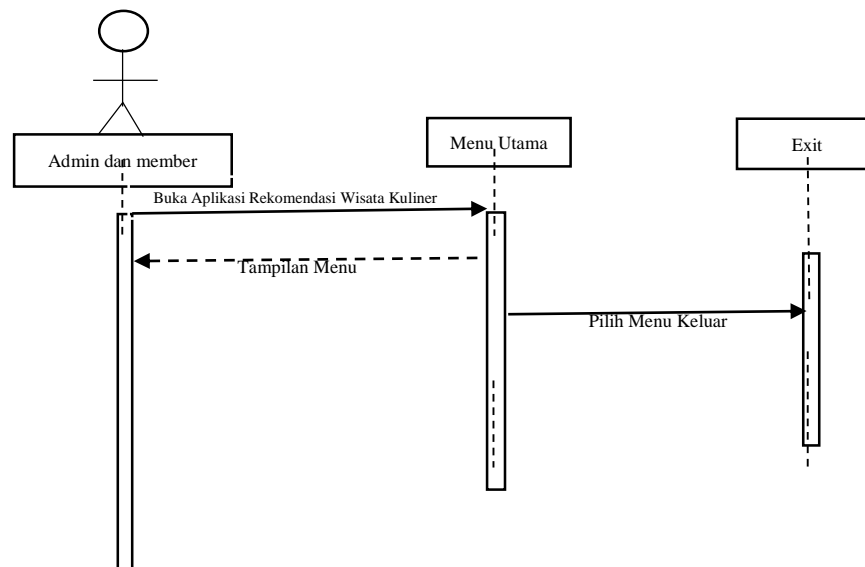 Admin dan member
Menu Utama
Exit
Buka Aplikasi Rekomendasi Wisata Kuliner
Tampilan Menu
Pilih Menu Keluar